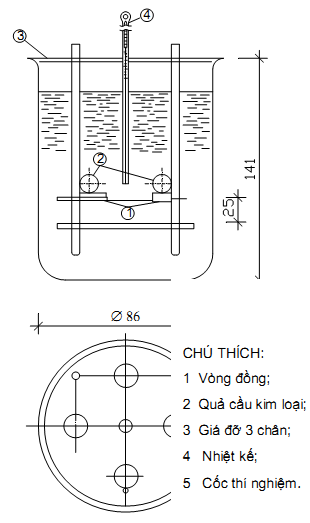 4
3
2
1
141
25
Ø 86
CHÚ THÍCH:
1 Vòng đồng;
2 Quả cầu kim loại;
3 Giá đỡ 3 chân;
4 Nhiệt kế;
5 Cốc thí nghiệm.